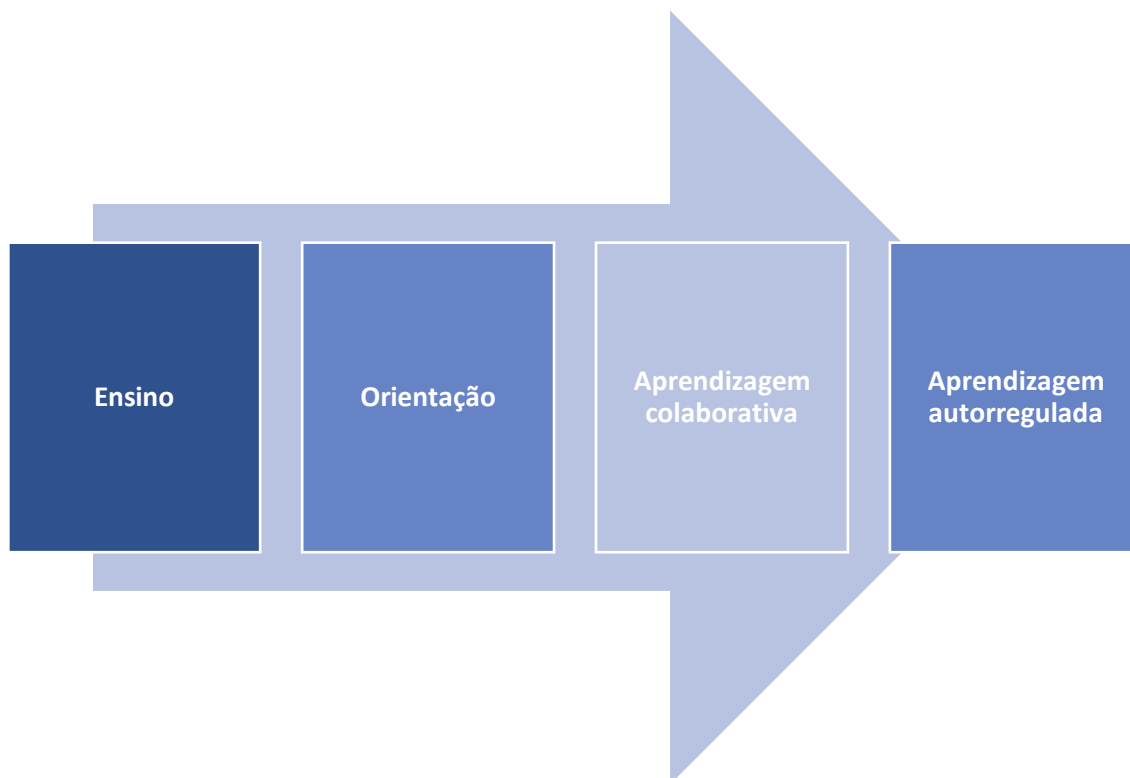 Ensino
Orientação
Aprendizagem
colaborativa
Aprendizagem
autorregulada